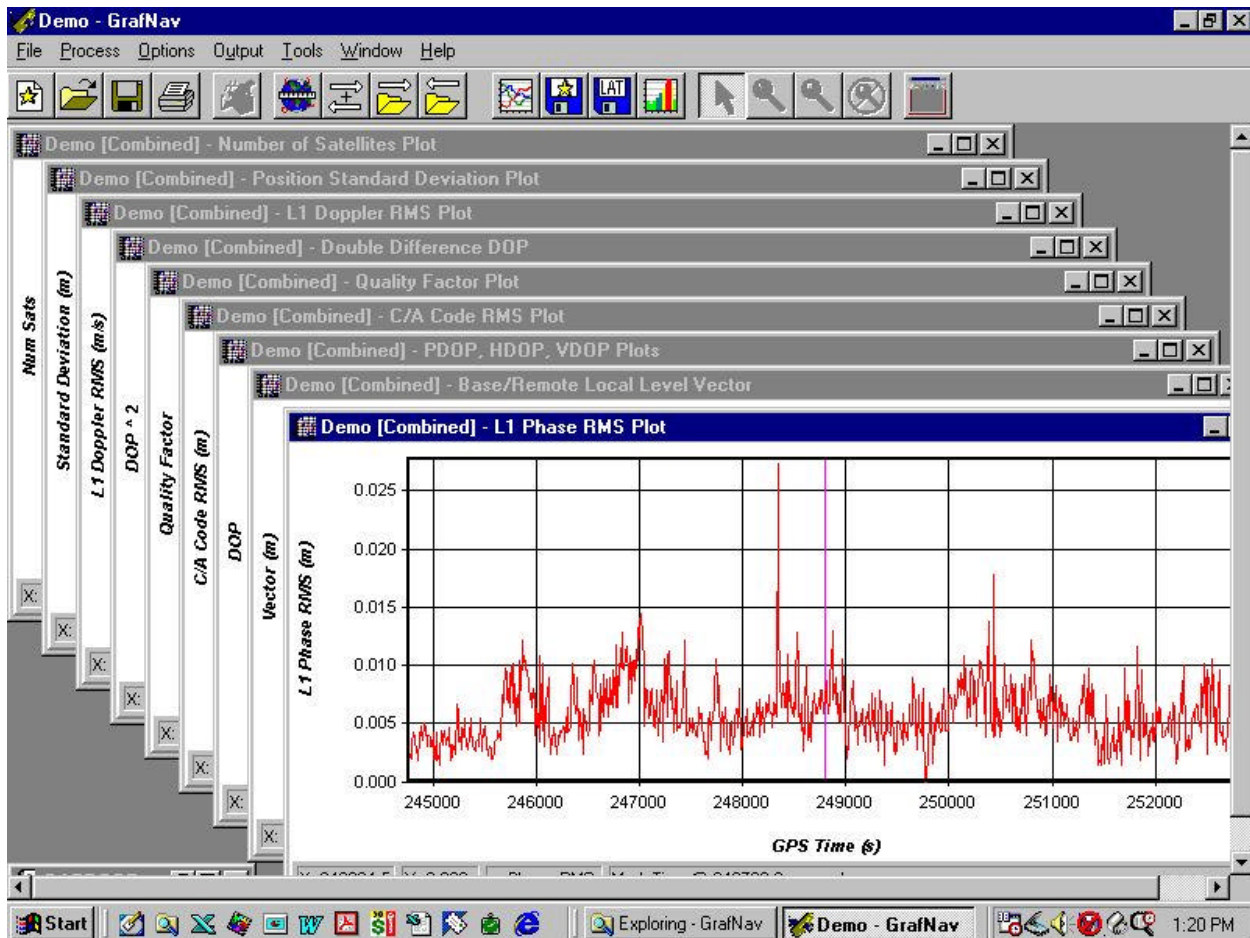 Demo - GrafNav
File Process Options Output Tools Window Help
LAT
Demo [Combined] - Number of Satellites Plot
Demo [Combined] - Position Standard Deviation Plot
Demo [Combined] - L1 Doppler RMS Plot
Demo [Combined] - Double Difference DOP
Demo [Combined] - Quality Factor Plot
Demo [Combined] - C/A Code RMS Plot
Demo [Combined] - PDOP, HDOP, VDOP Plots
Demo [Combined] - Base/Remote Local Level Vector
Demo [Combined] - L1 Phase RMS Plot
Num Sats
Standard Deviation (m)
L1 Doppler RMS (m/s)
DOP ^ 2
Quality Factor
C/A Code RMS (m)
DOP
Vector (m)
L1 Phase RMS (m)
0.025
0.020
0.015
0.010
0.005
0.000
245000 246000 247000 248000 249000 250000 251000 252000
GPS Time (s)
X:
X:
X:
X:
X:
X:
X:
X:
Start
Exploring - GrafNav
Demo - GrafNav
1:20 PM